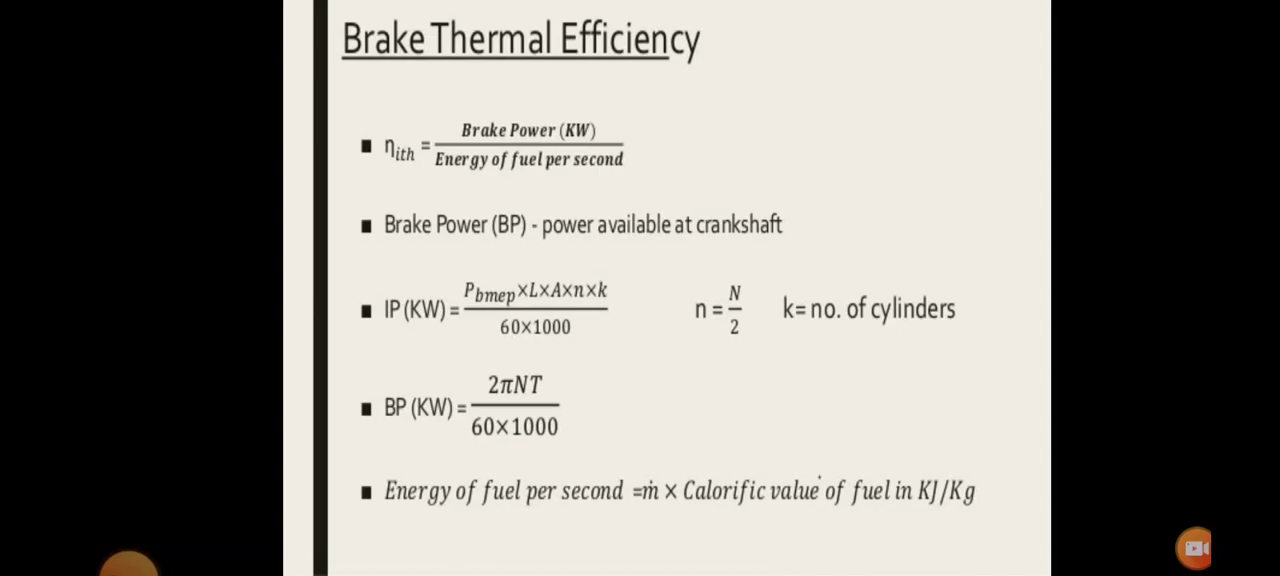 Brake Thermal Efficiency
■ η_ith = Brake Power (KW) / Energy of fuel per second
■ Brake Power (BP) - power available at crankshaft
■ IP (KW) = P_bmep×L×A×n×k / 60×1000 n = N / 2 k= no. of cylinders
■ BP (KW) = 2πNT / 60×1000
■ Energy of fuel per second =ṁ × Calorific value of fuel in KJ/Kg